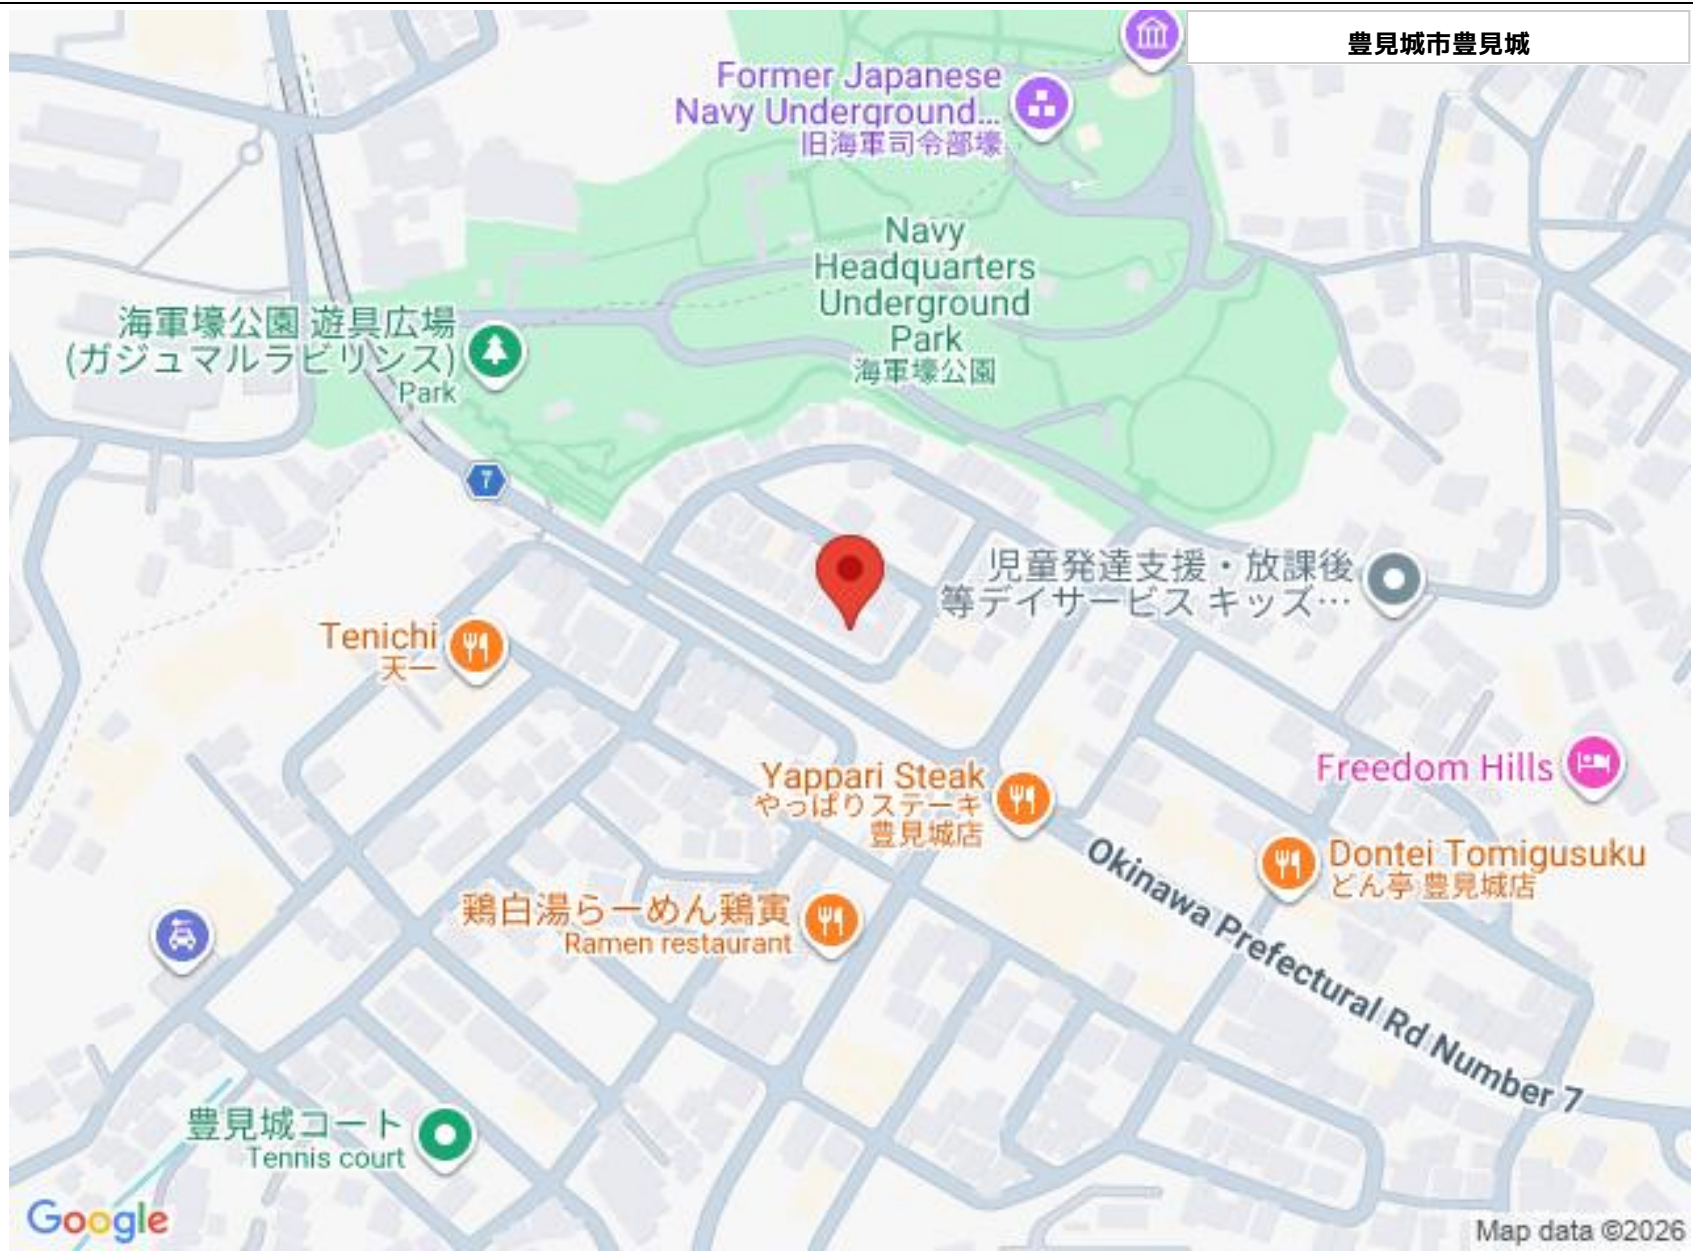 豊見城市豊見城
Former Japanese
Navy Underground...
旧海軍司令部壕
Navy
Headquarters
Underground
Park
海軍壕公園
海軍壕公園 遊具広場
(ガジュマルラビリンス)
Park
7
児童発達支援・放課後
等デイサービス キッズ…
Tenichi
天一
Yappari Steak
やっぱりステーキ
豊見城店
Freedom Hills
Dontei Tomigusuku
どん亭 豊見城店
Okinawa Prefectural Rd Number 7
鶏白湯らーめん鶏寅
Ramen restaurant
豊見城コート
Tennis court
Google
Map data ©2026